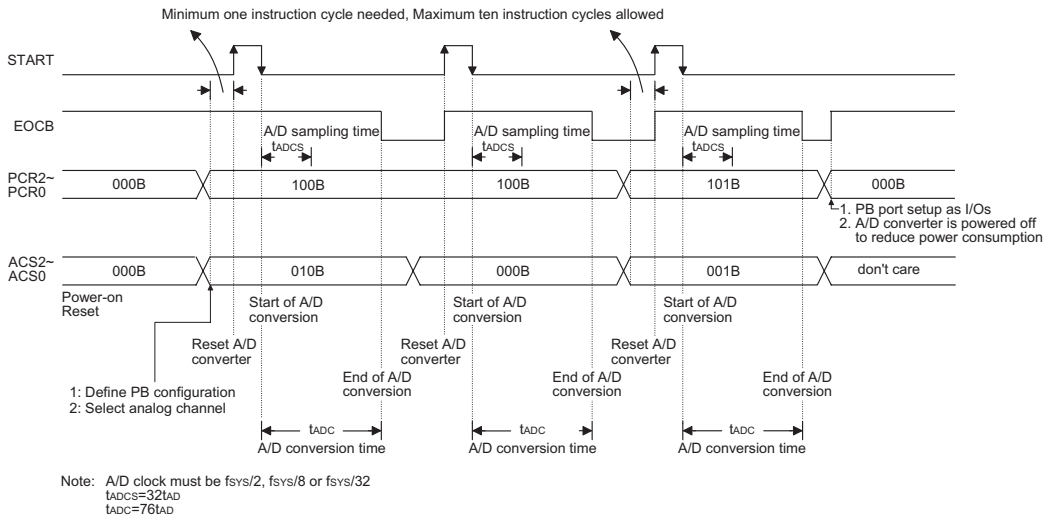 Minimum one instruction cycle needed, Maximum ten instruction cycles allowed
START
EOCB
A/D sampling time
tADCS
A/D sampling time
tADCS
A/D sampling time
tADCS
PCR2~
PCR0
000B
100B
100B
101B
000B
1. PB port setup as I/Os
2. A/D converter is powered off
to reduce power consumption
ACS2~
ACS0
000B
010B
000B
001B
don't care
Power-on
Reset
Start of A/D
conversion
Start of A/D
conversion
Start of A/D
conversion
Reset A/D
converter
Reset A/D
converter
Reset A/D
converter
End of A/D
conversion
End of A/D
conversion
End of A/D
conversion
1: Define PB configuration
2: Select analog channel
tADC
A/D conversion time
tADC
A/D conversion time
tADC
A/D conversion time
Note: A/D clock must be fSYS/2, fSYS/8 or fSYS/32
tADCS=32tAD
tADC=76tAD